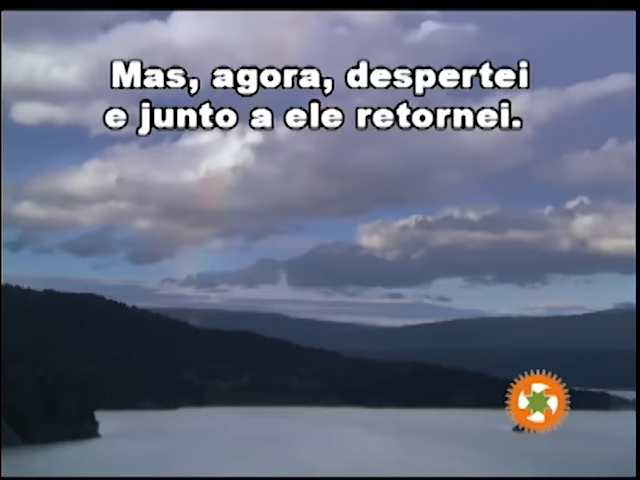 Mas, agora, despertei
e junto a ele retornei.